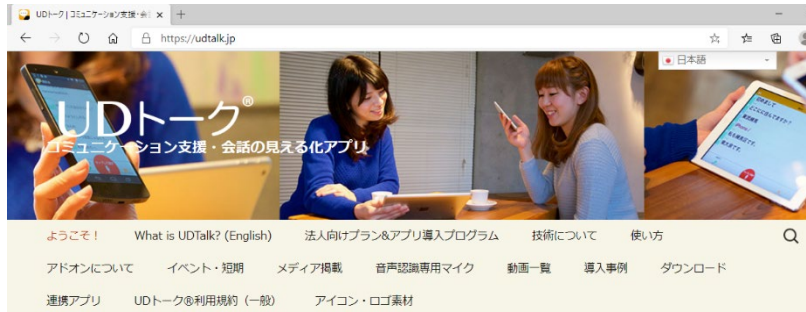 UDトーク | コミュニケーション支援・会話
https://udtalk.jp
日本語
UDトーク®
コミュニケーション支援・会話の見える化アプリ
ようこそ！ What is UDTalk? (English) 法人向けプラン&アプリ導入プログラム 技術について 使い方
アドオンについて イベント・短期 メディア掲載 音声認識専用マイク 動画一覧 導入事例 ダウンロード
連携アプリ UDトーク®利用規約（一般） アイコン・ロゴ素材